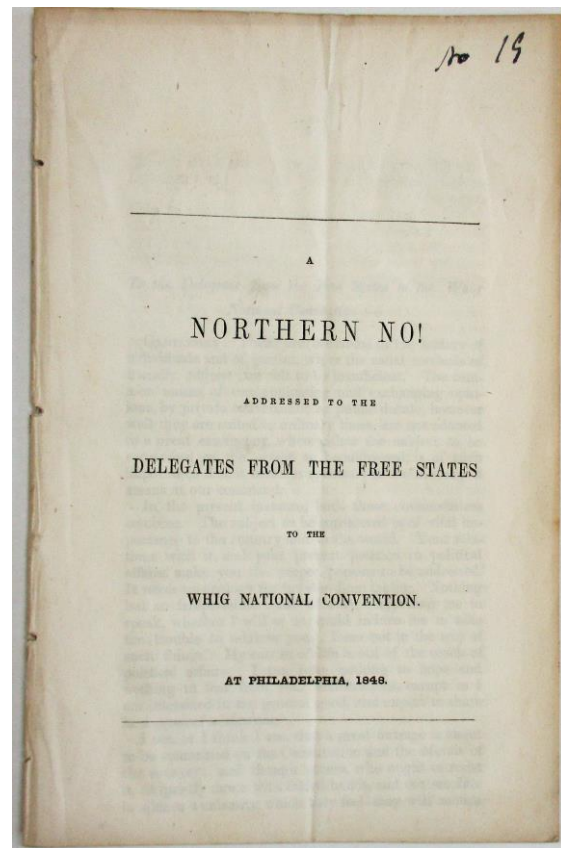 No 19
A
NORTHERN NO!
ADDRESSED TO THE
DELEGATES FROM THE FREE STATES
TO THE
WHIG NATIONAL CONVENTION.
AT PHILADELPHIA, 1848.